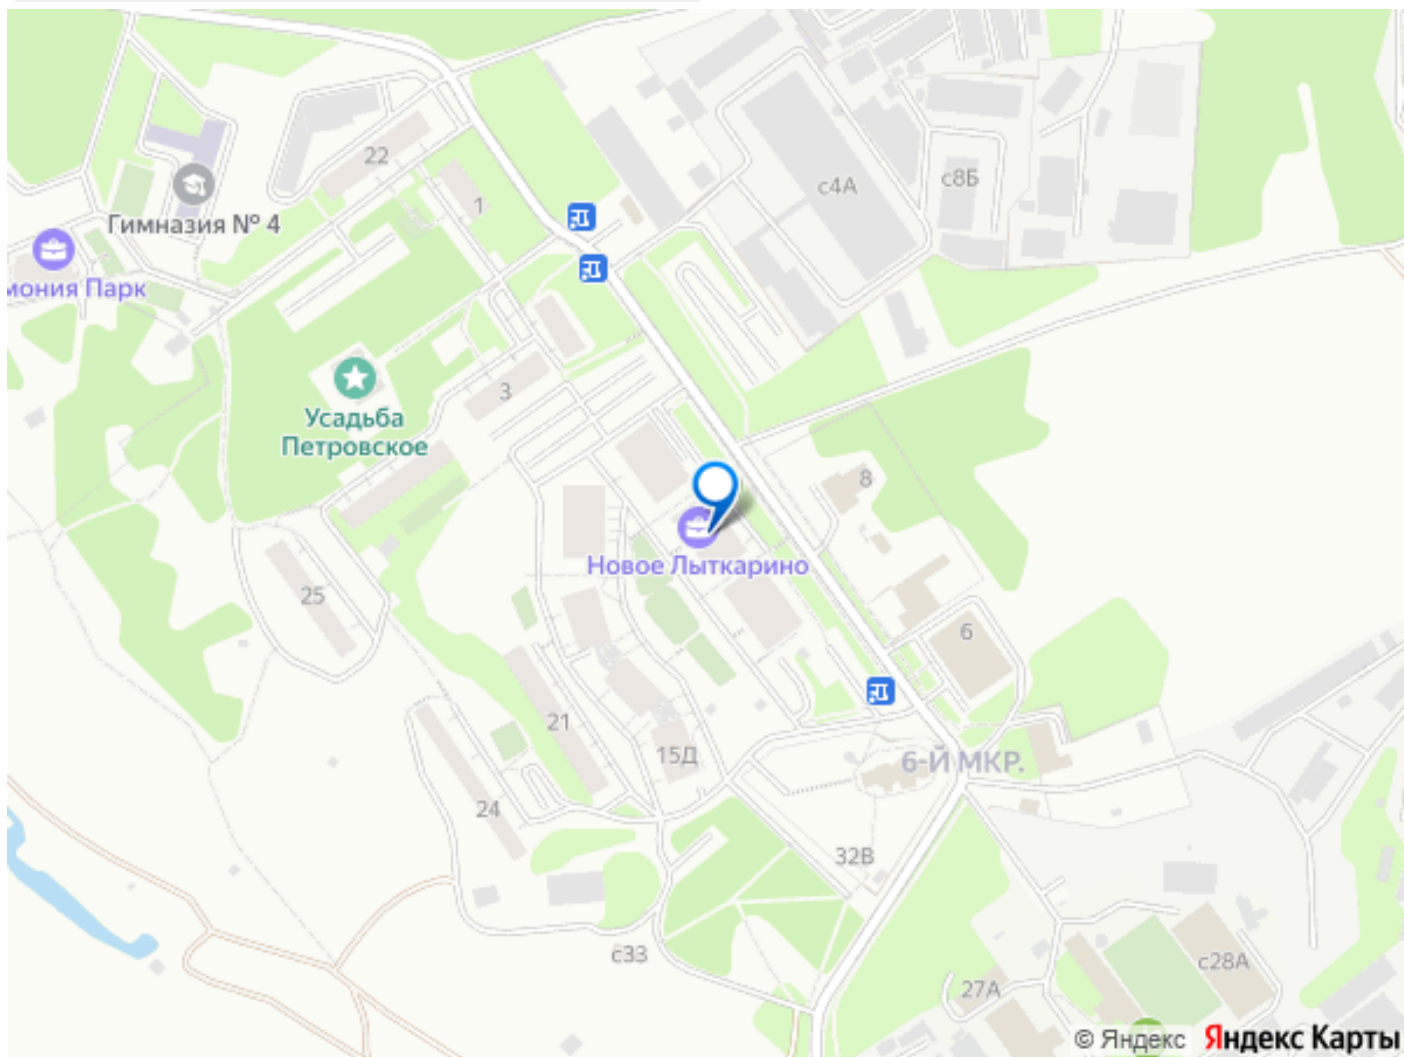 22
с4А
с8Б
1
Гимназия № 4
мония Парк
3
Усадьба
Петровское
8
Новое Лыткарино
25
6
21
15Д
6-Й МКР.
24
32В
с33
с28А
27А
© Яндекс Яндекс Карты